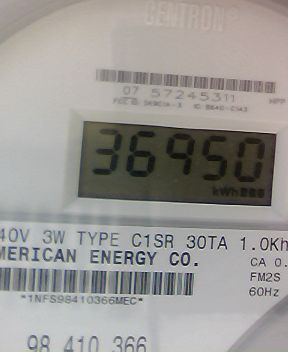 CENTRON®
07 57245311
36950
kWh
40V 3W TYPE C1SR 30TA 1.0Kh
MERICAN ENERGY CO.
CA 0.
FM2S
60Hz
*1NFS98410366MEC*
98 410 366